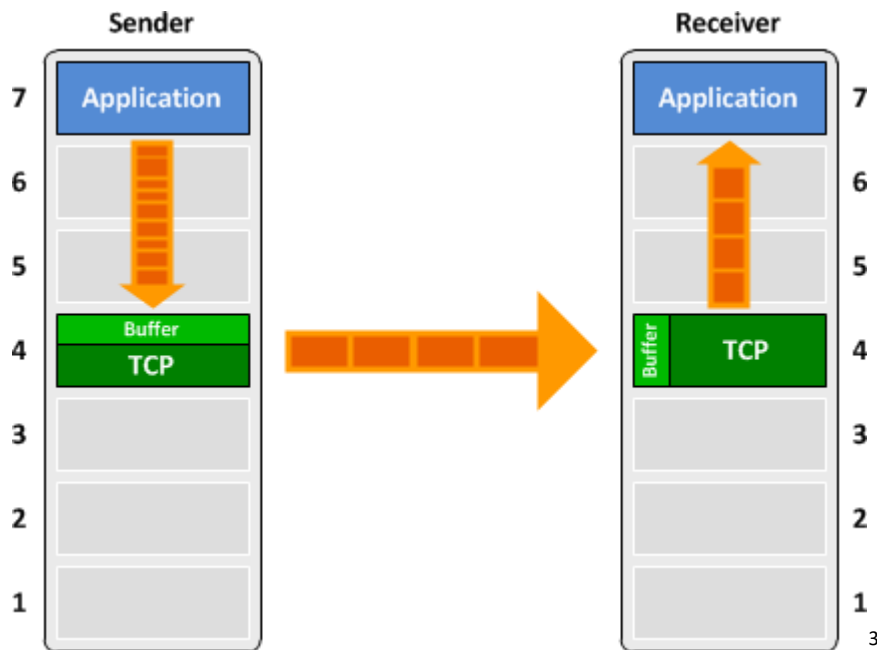 Sender Receiver
7 Application Application 7
6 6
5 5
Buffer
4 TCP Buffer TCP 4
3 3
2 2
1 1
3